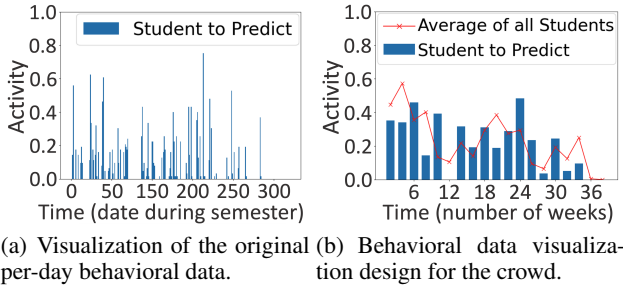 1.0
0.8
0.6
0.4
0.2
0.0
Activity
Student to Predict
0 50 100 150 200 250 300
Time (date during semester)
(a) Visualization of the original
per-day behavioral data.
1.0
0.8
0.6
0.4
0.2
0.0
Activity
Average of all Students
Student to Predict
6 12 18 24 30 36
Time (number of weeks)
(b) Behavioral data visualiza-
tion design for the crowd.